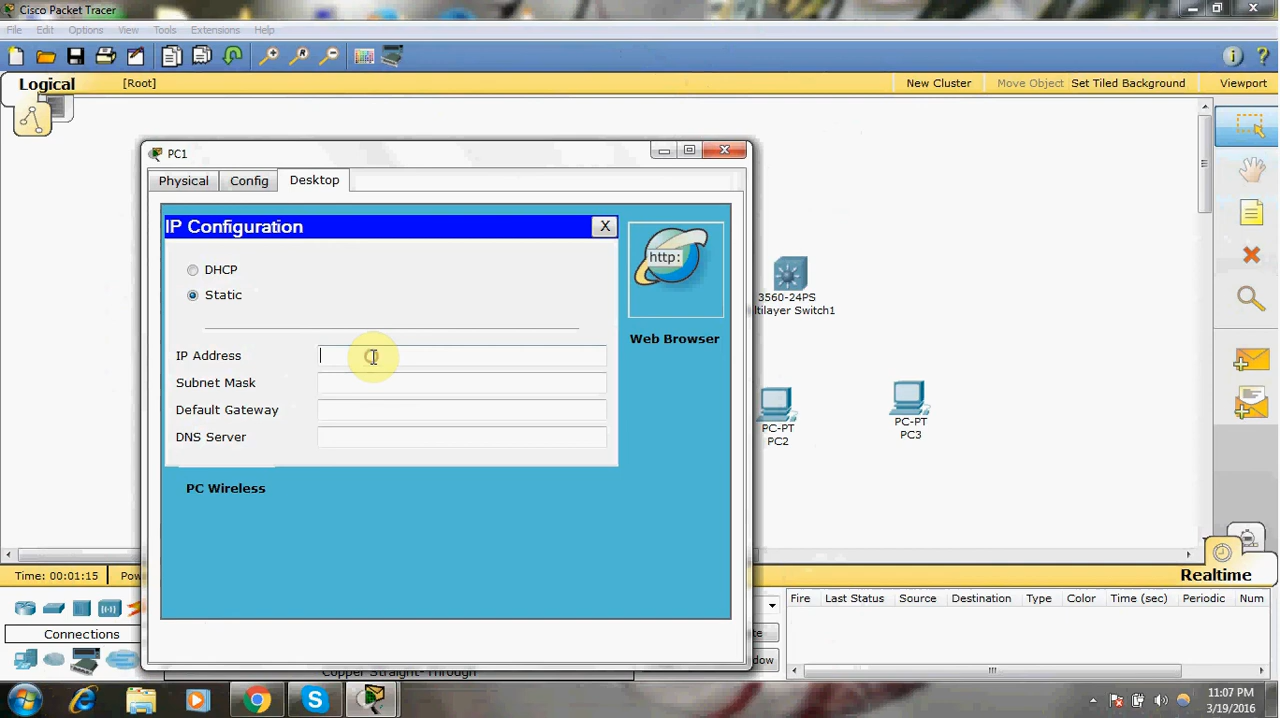 Cisco Packet Tracer
File Edit Options View Tools Extensions Help
Logical [Root] New Cluster Move Object Set Tiled Background Viewport
PC1
Physical Config Desktop
IP Configuration X
DHCP
Static
IP Address
Subnet Mask
Default Gateway
DNS Server
http:
Web Browser
PC Wireless
3560-24PS
ltilayer Switch1
PC-PT
PC2
PC-PT
PC3
Time: 00:01:15 Pow
Realtime
Fire Last Status Source Destination Type Color Time (sec) Periodic Num
Connections
te
dow
Copper Straight-Through
11:07 PM
3/19/2016